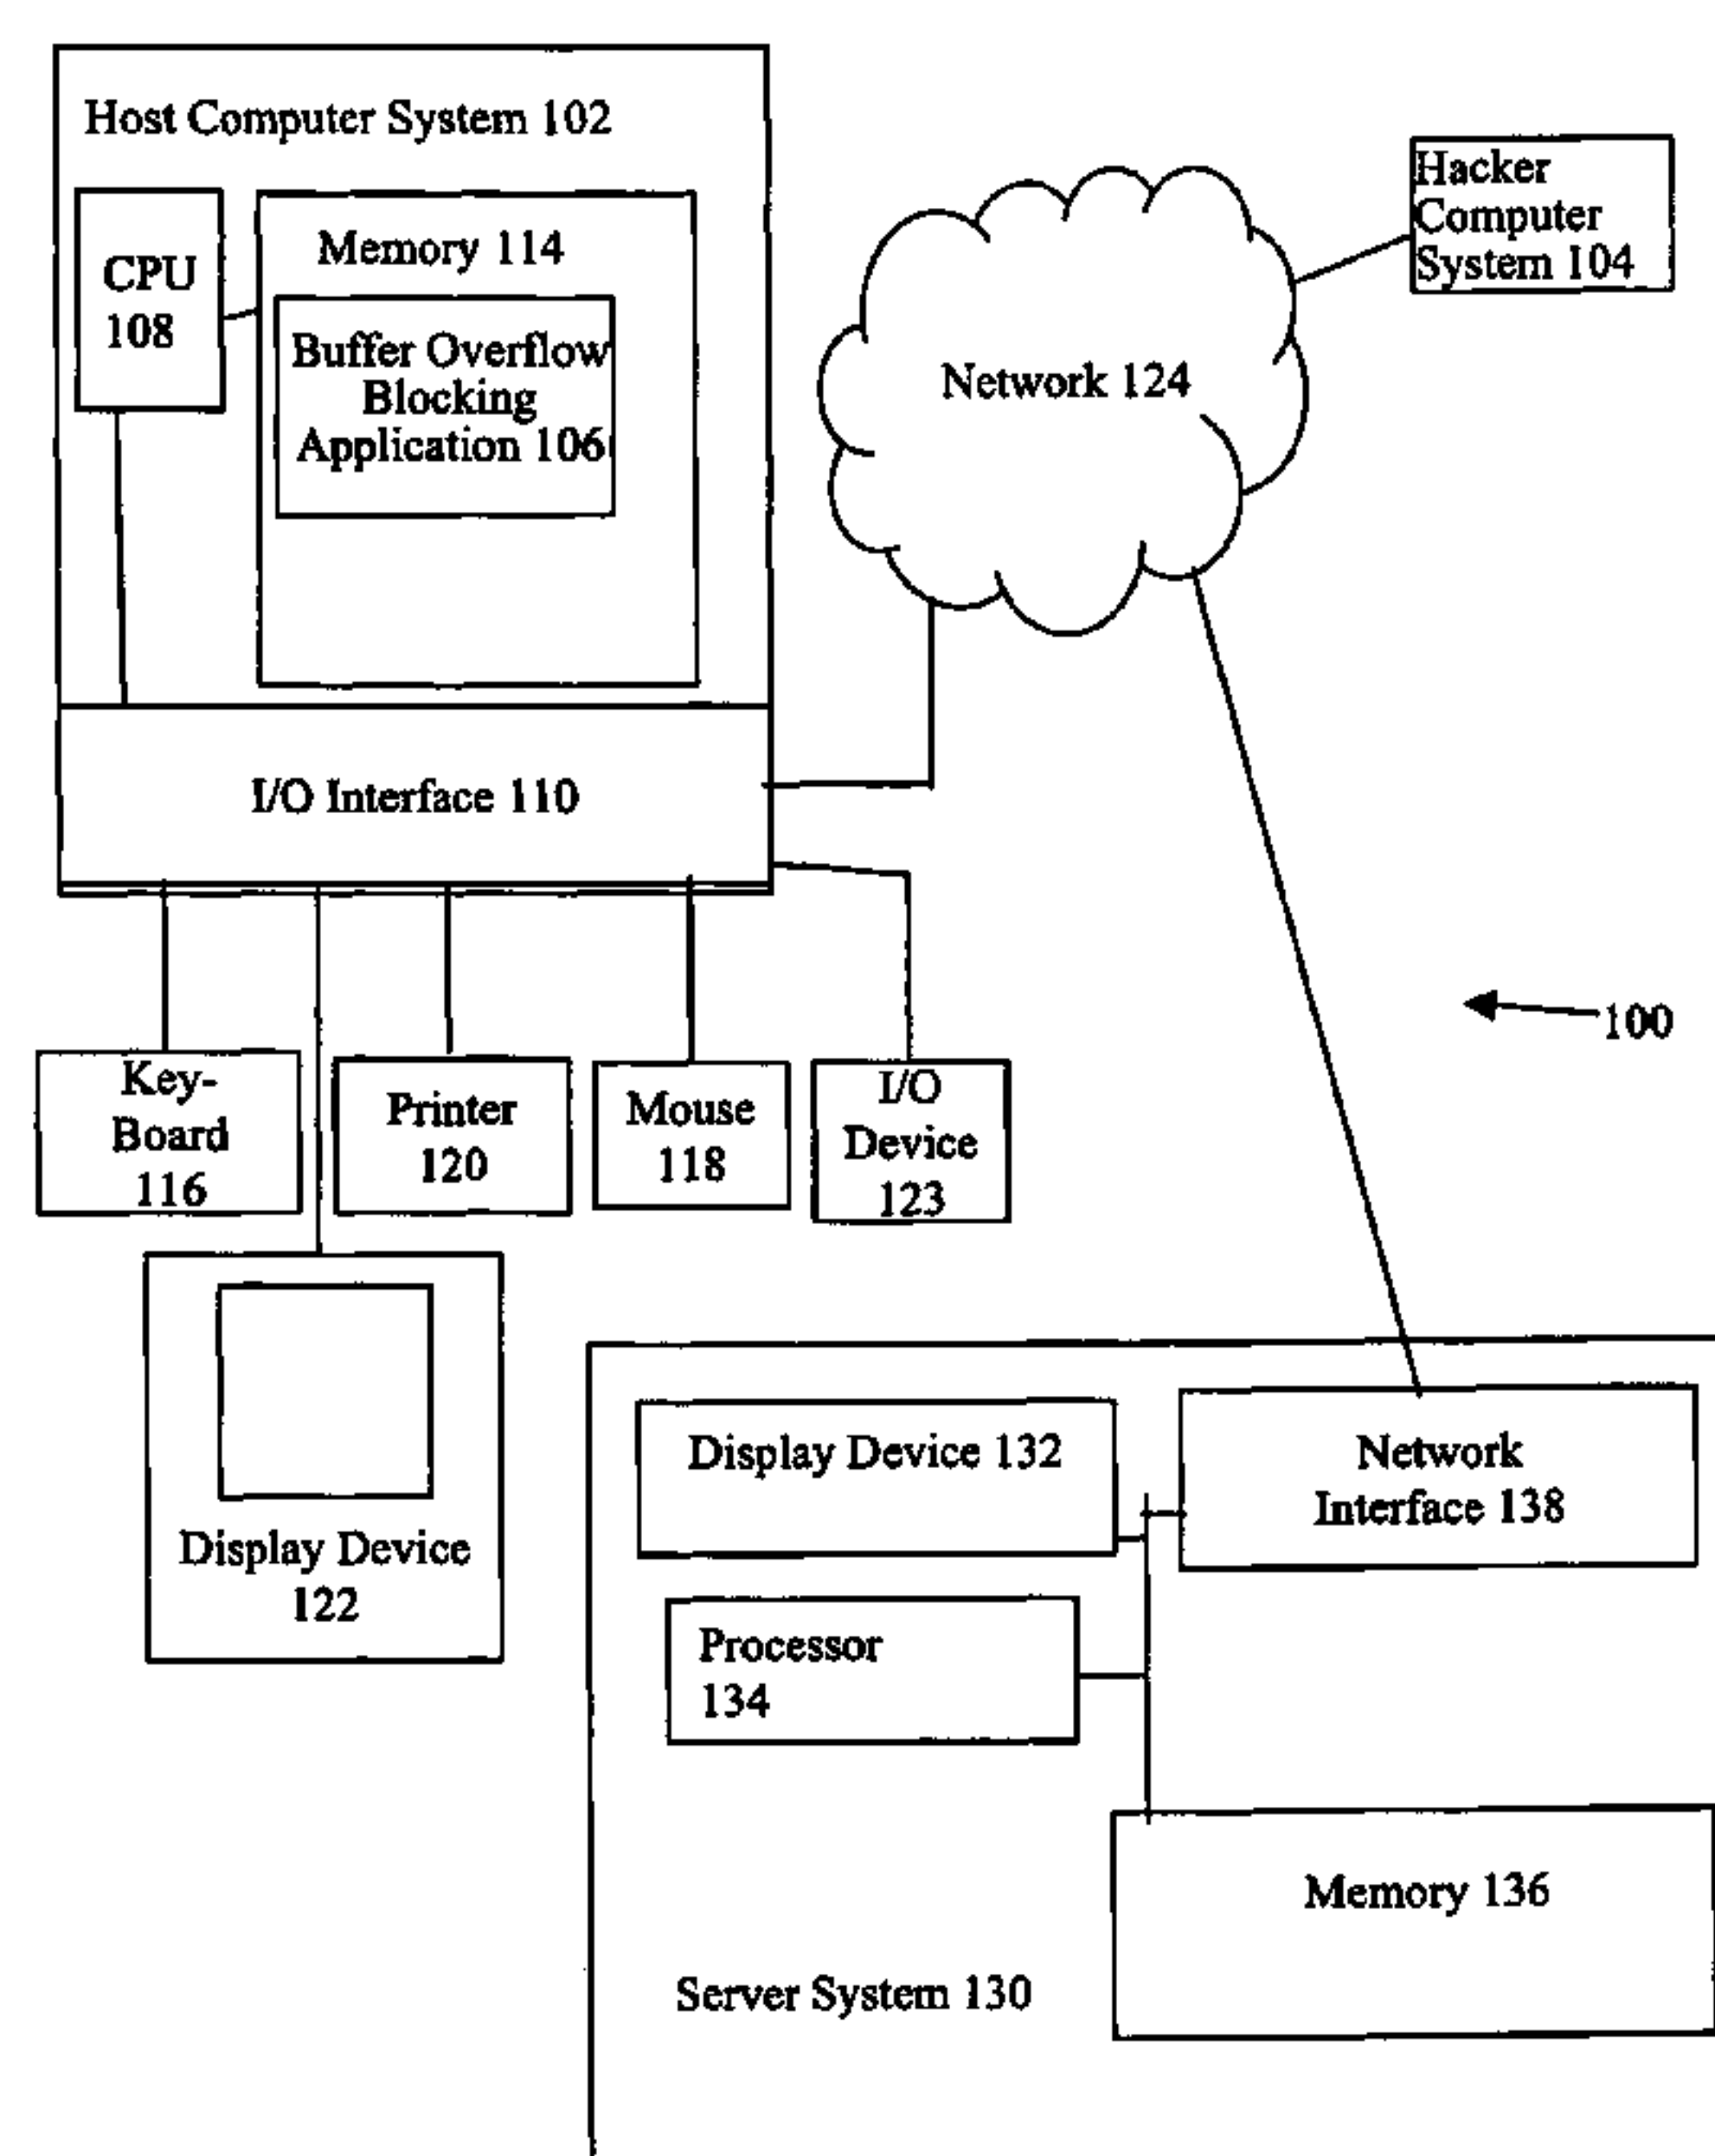 Host Computer System 102
CPU
108
Memory 114
Buffer Overflow
Blocking
Application 106
I/O Interface 110
Network 124
Hacker
Computer
System 104
100
Key-
Board
116
Printer
120
Mouse
118
I/O
Device
123
Display Device
122
Display Device 132
Network
Interface 138
Processor
134
Memory 136
Server System 130